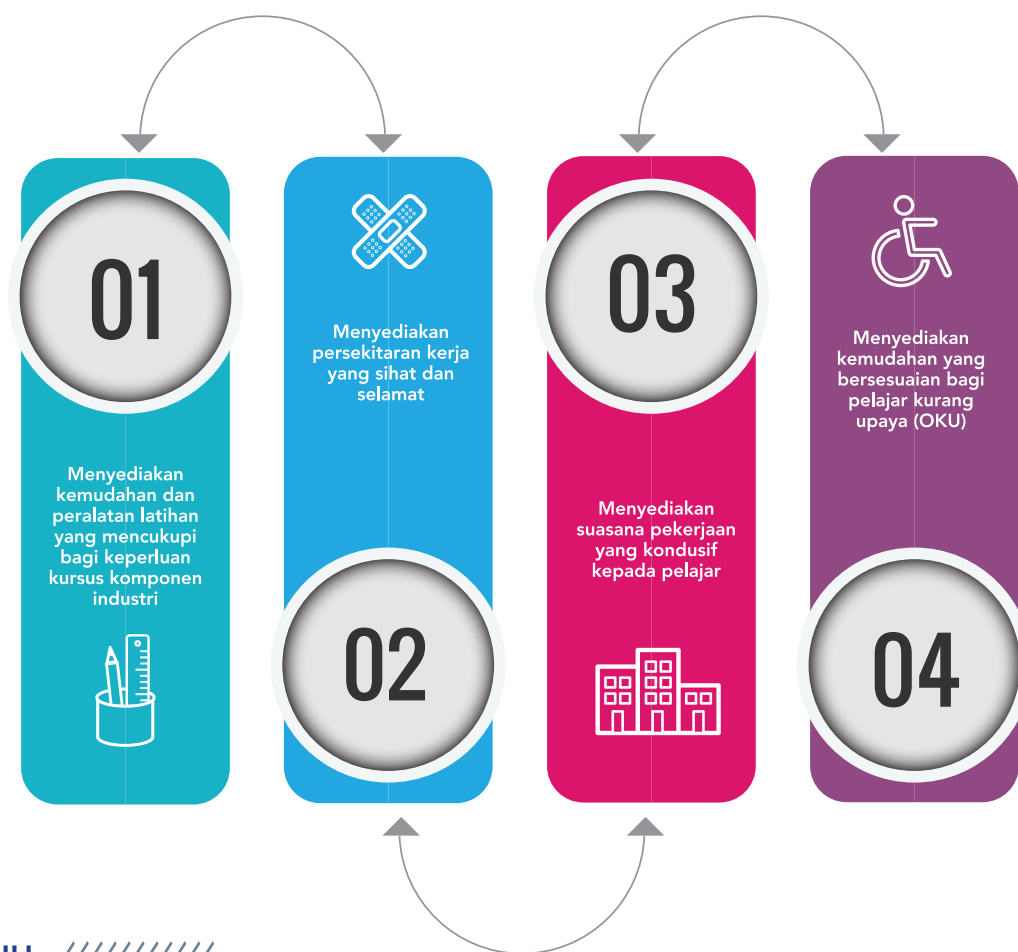 01
Menyediakan
kemudahan dan
peralatan latihan
yang mencukupi
bagi keperluan
kursus komponen
industri
Menyediakan
persekitaran kerja
yang sihat dan
selamat
02
03
Menyediakan
suasana pekerjaan
yang kondusif
kepada pelajar
Menyediakan
kemudahan yang
bersesuaian bagi
pelajar kurang
upaya (OKU)
04